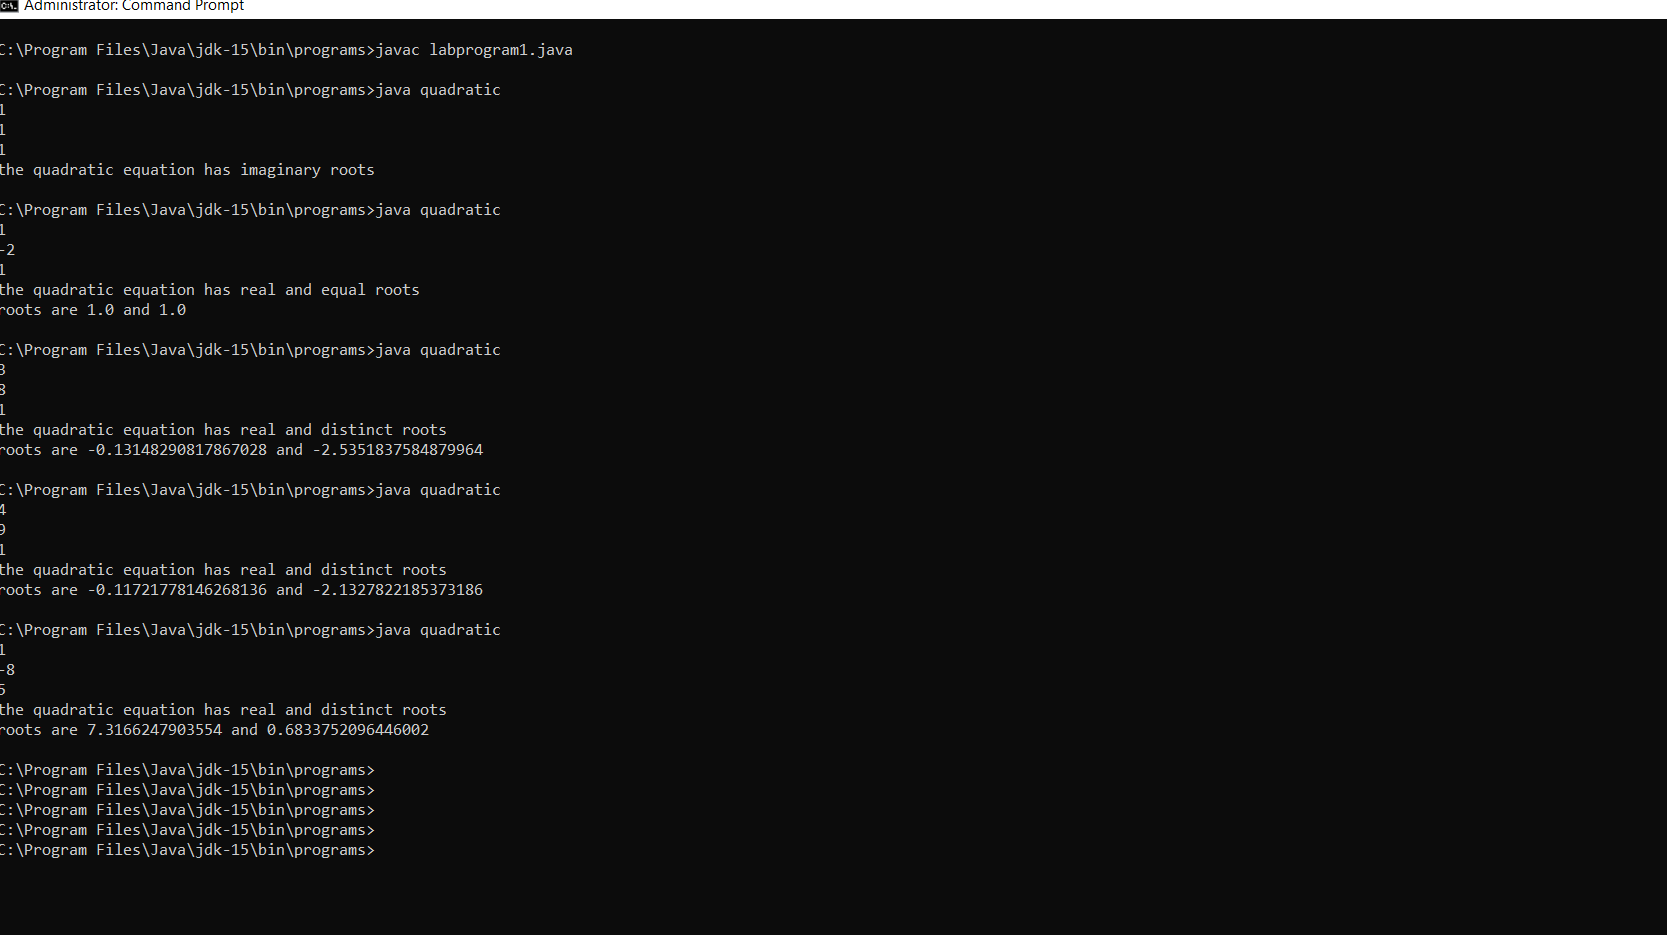 Administrator: Command Prompt
C:\Program Files\Java\jdk-15\bin\programs>javac labprogram1.java
C:\Program Files\Java\jdk-15\bin\programs>java quadratic
1
1
1
the quadratic equation has imaginary roots
C:\Program Files\Java\jdk-15\bin\programs>java quadratic
1
-2
1
the quadratic equation has real and equal roots
roots are 1.0 and 1.0
C:\Program Files\Java\jdk-15\bin\programs>java quadratic
3
8
1
the quadratic equation has real and distinct roots
roots are -0.13148290817867028 and -2.5351837584879964
C:\Program Files\Java\jdk-15\bin\programs>java quadratic
4
9
1
the quadratic equation has real and distinct roots
roots are -0.11721778146268136 and -2.1327822185373186
C:\Program Files\Java\jdk-15\bin\programs>java quadratic
1
-8
5
the quadratic equation has real and distinct roots
roots are 7.3166247903554 and 0.6833752096446002
C:\Program Files\Java\jdk-15\bin\programs>
C:\Program Files\Java\jdk-15\bin\programs>
C:\Program Files\Java\jdk-15\bin\programs>
C:\Program Files\Java\jdk-15\bin\programs>
C:\Program Files\Java\jdk-15\bin\programs>